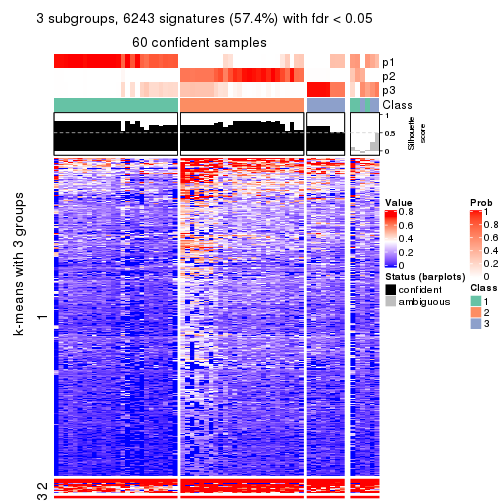 3 subgroups, 6243 signatures (57.4%) with fdr < 0.05
60 confident samples
p1
p2
p3
Class
1
0.5
0
Silhouette
score
k-means with 3 groups
1
2
3
Value
0.8
0.6
0.4
0.2
0
Status (barplots)
confident
ambiguous
Prob
1
0.8
0.6
0.4
0.2
0
Class
1
2
3